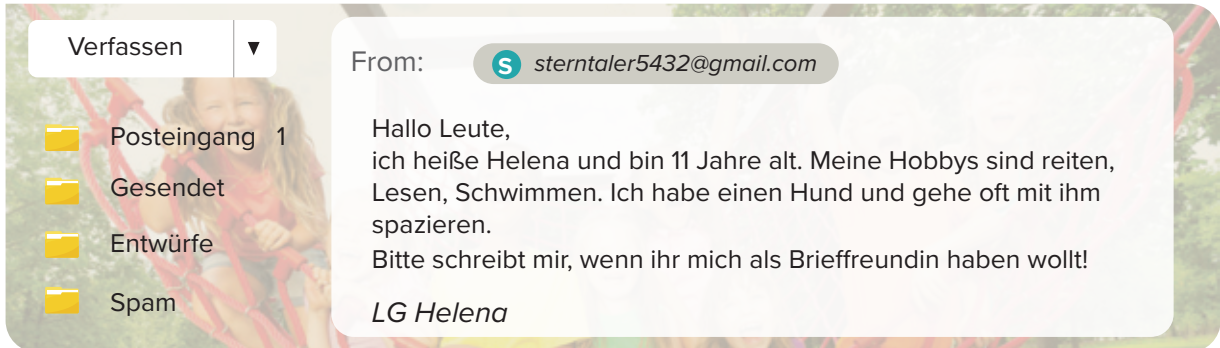 Verfassen ▼
Posteingang 1
Gesendet
Entwürfe
Spam
From: S sterntaler5432@gmail.com
Hallo Leute,
ich heiße Helena und bin 11 Jahre alt. Meine Hobbys sind reiten,
Lesen, Schwimmen. Ich habe einen Hund und gehe oft mit ihm
spazieren.
Bitte schreibt mir, wenn ihr mich als Brieffreundin haben wollt!
LG Helena